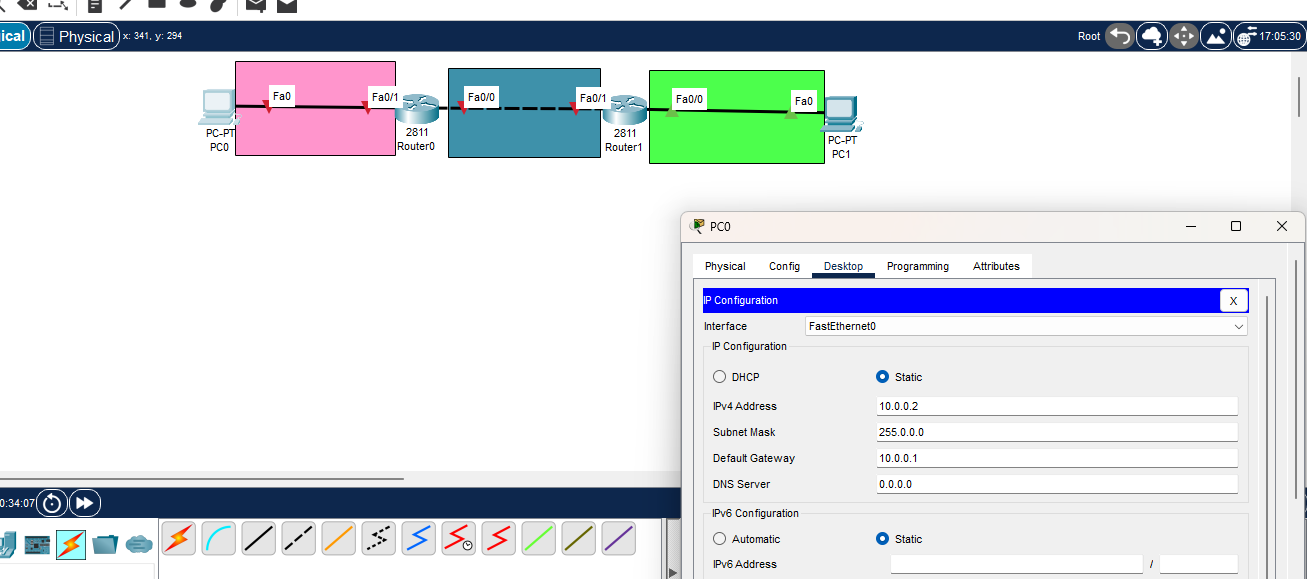 ical
Physical
x: 341, y: 294
Root
17:05:30
Fa0
Fa0/1
Fa0/0
Fa0/1
Fa0/0
Fa0
PC-PT
PC0
2811
Router0
2811
Router1
PC-PT
PC1
PC0
Physical
Config
Desktop
Programming
Attributes
IP Configuration
X
Interface
FastEthernet0
IP Configuration
DHCP
Static
IPv4 Address
10.0.0.2
Subnet Mask
255.0.0.0
Default Gateway
10.0.0.1
DNS Server
0.0.0.0
IPv6 Configuration
Automatic
Static
IPv6 Address
/
0:34:07